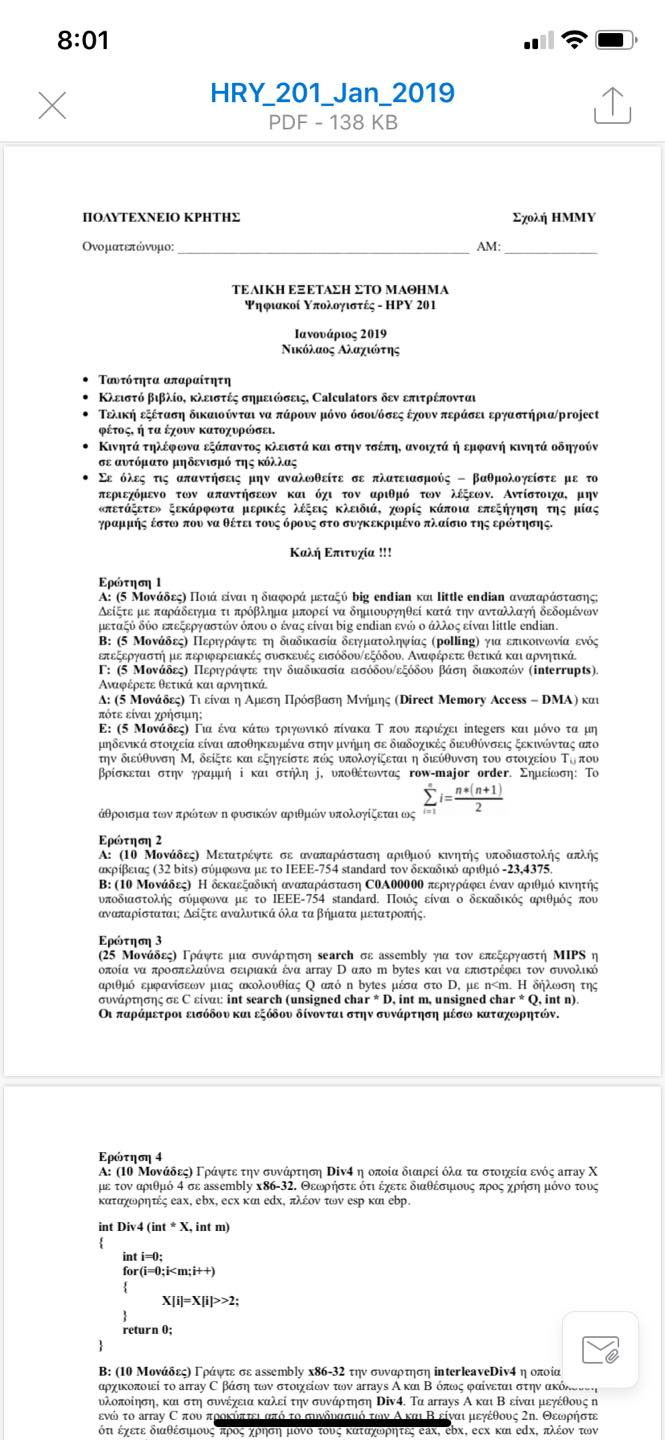 8:01
HRY_201_Jan_2019
PDF - 138 KB
ΠΟΛΥΤΕΧΝΕΙΟ ΚΡΗΤΗΣ Σχολή ΗΜΜΥ
Ονοματεπώνυμο: ΑΜ:
ΤΕΛΙΚΗ ΕΞΕΤΑΣΗ ΣΤΟ ΜΑΘΗΜΑ
Ψηφιακοί Υπολογιστές - ΗΡΥ 201
Ιανουάριος 2019
Νικόλαος Αλαχιώτης
• Ταυτότητα απαραίτητη
• Κλειστό βιβλίο, κλειστές σημειώσεις, Calculators δεν επιτρέπονται
• Τελική εξέταση δικαιούνται να πάρουν μόνο όσοι/όσες έχουν περάσει εργαστήρια/project
φέτος, ή τα έχουν κατοχυρώσει.
• Κινητά τηλέφωνα εξάπαντος κλειστά και στην τσέπη, ανοιχτά ή εμφανή κινητά οδηγούν
σε αυτόματο μηδενισμό της κόλλας
• Σε όλες τις απαντήσεις μην αναλωθείτε σε πλατειασμούς – βαθμολογείστε με το
περιεχόμενο των απαντήσεων και όχι τον αριθμό των λέξεων. Αντίστοιχα, μην
«πετάξετε» ξεκάρφωτα μερικές λέξεις κλειδιά, χωρίς κάποια επεξήγηση της μίας
γραμμής έστω που να θέτει τους όρους στο συγκεκριμένο πλαίσιο της ερώτησης.
Καλή Επιτυχία !!!
Ερώτηση 1
Α: (5 Μονάδες) Ποιά είναι η διαφορά μεταξύ big endian και little endian αναπαράστασης;
Δείξτε με παράδειγμα τι πρόβλημα μπορεί να δημιουργηθεί κατά την ανταλλαγή δεδομένων
μεταξύ δύο επεξεργαστών όπου ο ένας είναι big endian ενώ ο άλλος είναι little endian.
Β: (5 Μονάδες) Περιγράψτε τη διαδικασία δειγματοληψίας (polling) για επικοινωνία ενός
επεξεργαστή με περιφερειακές συσκευές εισόδου/εξόδου. Αναφέρετε θετικά και αρνητικά.
Γ: (5 Μονάδες) Περιγράψτε την διαδικασία εισόδου/εξόδου βάση διακοπών (interrupts).
Αναφέρετε θετικά και αρνητικά.
Δ: (5 Μονάδες) Τι είναι η Αμεση Πρόσβαση Μνήμης (Direct Memory Access – DMA) και
πότε είναι χρήσιμη;
Ε: (5 Μονάδες) Για ένα κάτω τριγωνικό πίνακα Τ που περιέχει integers και μόνο τα μη
μηδενικά στοιχεία είναι αποθηκευμένα στην μνήμη σε διαδοχικές διευθύνσεις ξεκινώντας απο
την διεύθυνση Μ, δείξτε και εξηγείστε πώς υπολογίζεται η διεύθυνση του στοιχείου Tij που
βρίσκεται στην γραμμή i και στήλη j, υποθέτωντας row-major order. Σημείωση: Το
άθροισμα των πρώτων n φυσικών αριθμών υπολογίζεται ως ∑ i=1 n i = n*(n+1) / 2
Ερώτηση 2
Α: (10 Μονάδες) Μετατρέψτε σε αναπαράσταση αριθμού κινητής υποδιαστολής απλής
ακρίβειας (32 bits) σύμφωνα με το IEEE-754 standard τον δεκαδικό αριθμό -23,4375.
Β: (10 Μονάδες) Η δεκαεξαδική αναπαράσταση C0A00000 περιγράφει έναν αριθμό κινητής
υποδιαστολής σύμφωνα με το IEEE-754 standard. Ποιός είναι ο δεκαδικός αριθμός που
αναπαρίσταται; Δείξτε αναλυτικά όλα τα βήματα μετατροπής.
Ερώτηση 3
(25 Μονάδες) Γράψτε μια συνάρτηση search σε assembly για τον επεξεργαστή MIPS η
οποία να προσπελαύνει σειριακά ένα array D απο m bytes και να επιστρέφει τον συνολικό
αριθμό εμφανίσεων μιας ακολουθίας Q από n bytes μέσα στο D, με n<m. Η δήλωση της
συνάρτησης σε C είναι: int search (unsigned char * D, int m, unsigned char * Q, int n).
Οι παράμετροι εισόδου και εξόδου δίνονται στην συνάρτηση μέσω καταχωρητών.
Ερώτηση 4
Α: (10 Μονάδες) Γράψτε την συνάρτηση Div4 η οποία διαιρεί όλα τα στοιχεία ενός array X
με τον αριθμό 4 σε assembly x86-32. Θεωρήστε ότι έχετε διαθέσιμους προς χρήση μόνο τους
καταχωρητές eax, ebx, ecx και edx, πλέον των esp και ebp.
int Div4 (int * X, int m)
{
int i=0;
for(i=0;i<m;i++)
{
X[i]=X[i]>>2;
}
return 0;
}
Β: (10 Μονάδες) Γράψτε σε assembly x86-32 την συναρτηση interleaveDiv4 η οποία
αρχικοποιεί το array C βάση των στοιχείων των arrays A και B όπως φαίνεται στην
υλοποίηση, και στη συνέχεια καλεί την συνάρτηση Div4. Τα arrays A και B είναι μεγέθους n
ενώ το array C που προκύπτει από το συνδυασμό των A και B είναι μεγέθους 2n. Θεωρήστε
ότι έχετε διαθέσιμους προς χρήση μόνο τους καταχωρητές eax, ebx, ecx και edx, πλέον των